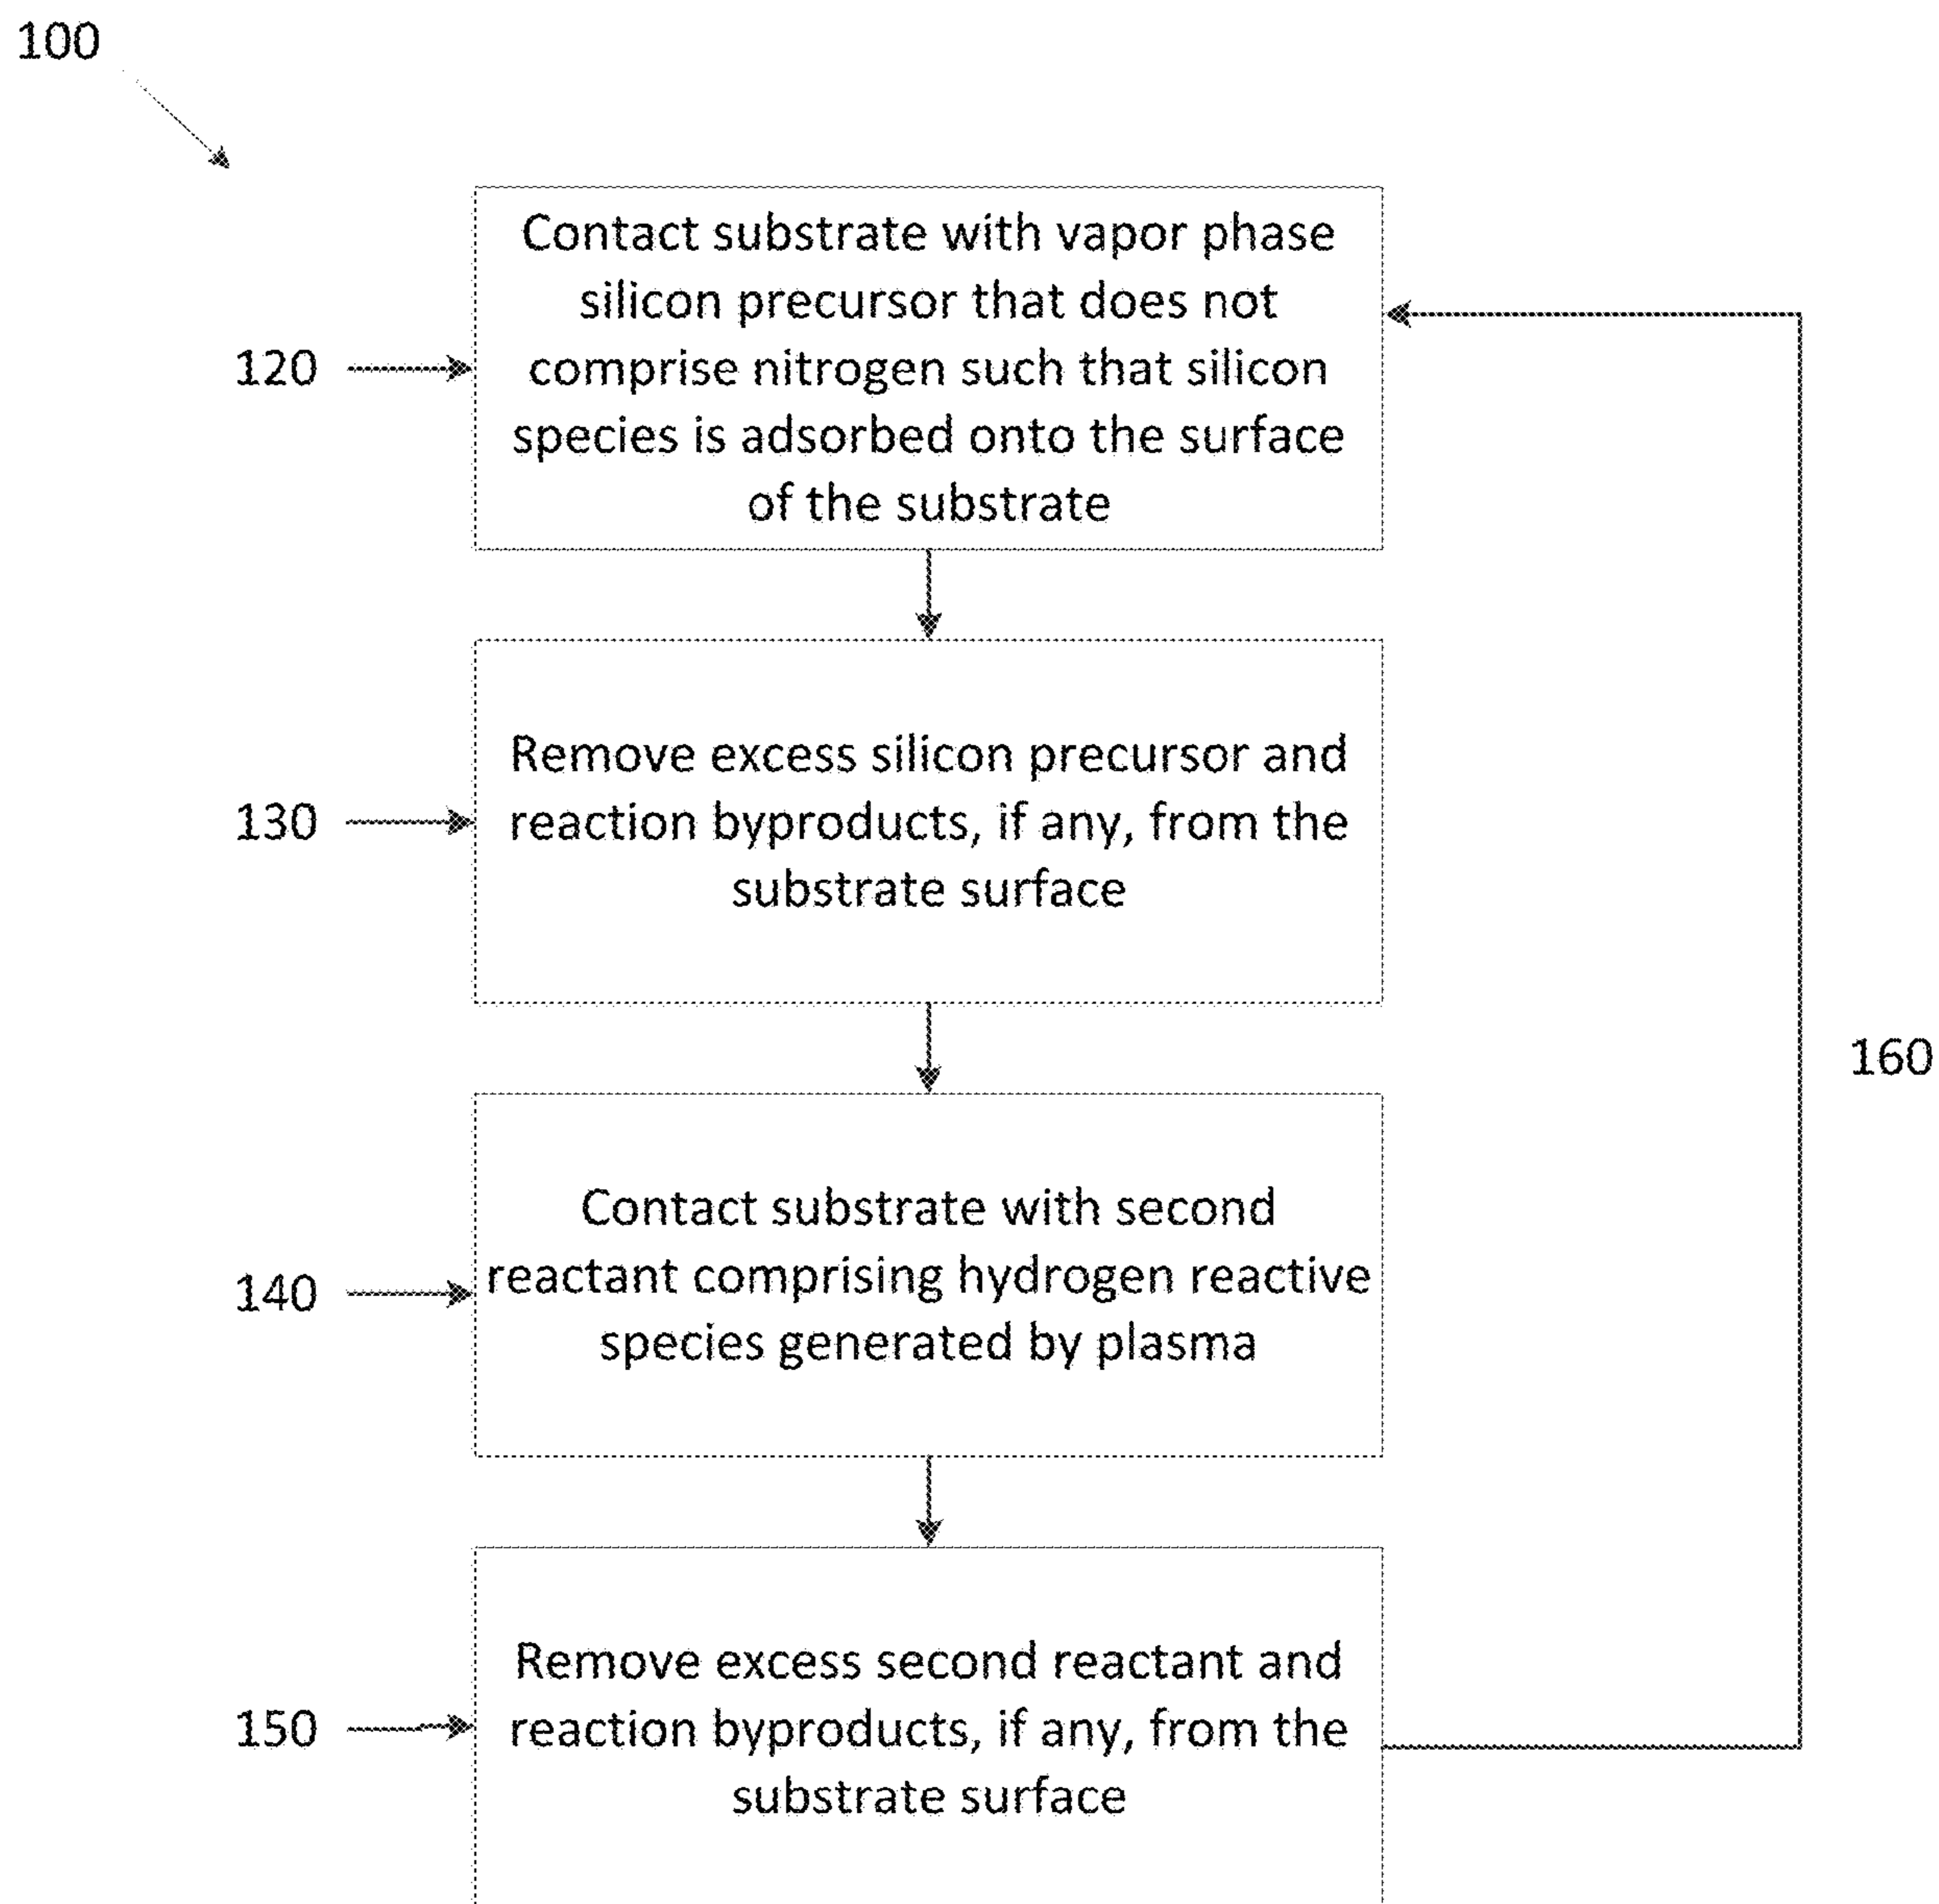 100
Contact substrate with vapor phase
silicon precursor that does not
comprise nitrogen such that silicon
species is adsorbed onto the surface
of the substrate
120
Remove excess silicon precursor and
reaction byproducts, if any, from the
substrate surface
130
160
Contact substrate with second
reactant comprising hydrogen reactive
species generated by plasma
140
Remove excess second reactant and
reaction byproducts, if any, from the
substrate surface
150